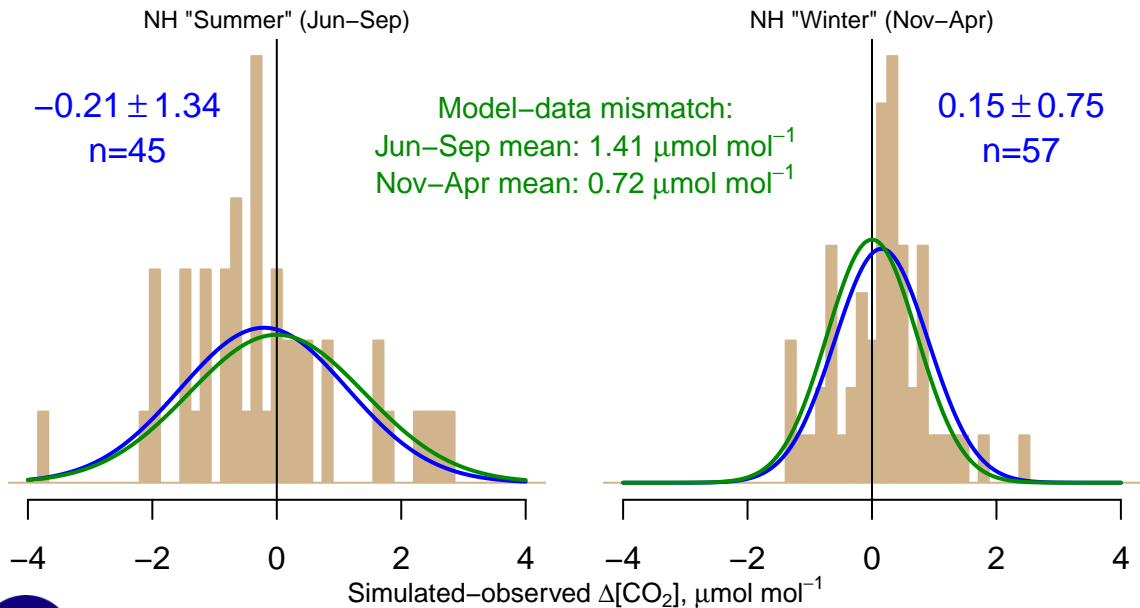 NH "Summer" (Jun−Sep)
−0.21 ± 1.34
n=45
Model−data mismatch:
Jun−Sep mean: 1.41 μmol mol⁻¹
Nov−Apr mean: 0.72 μmol mol⁻¹
NH "Winter" (Nov−Apr)
0.15 ± 0.75
n=57
−4 −2 0 2 4
−4 −2 0 2 4
Simulated−observed Δ[CO₂], μmol mol⁻¹